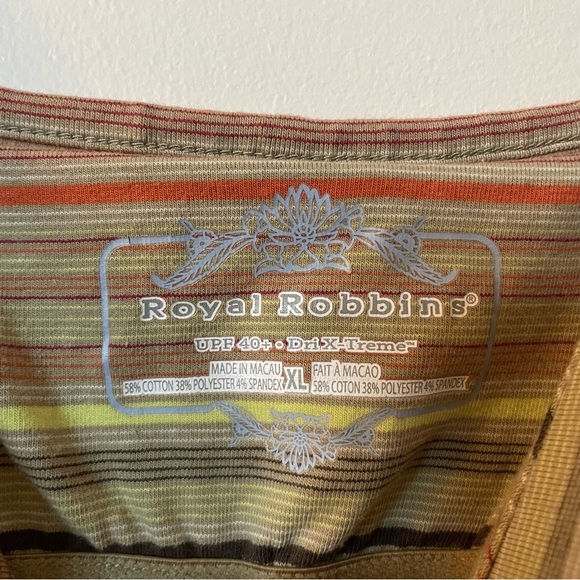 Royal Robbins®
UPF 40+ • Dri X-Treme™
MADE IN MACAU XL FAIT À MACAO
58% COTTON 38% POLYESTER 4% SPANDEX 58% COTON 38% POLYESTER 4% SPANDEX